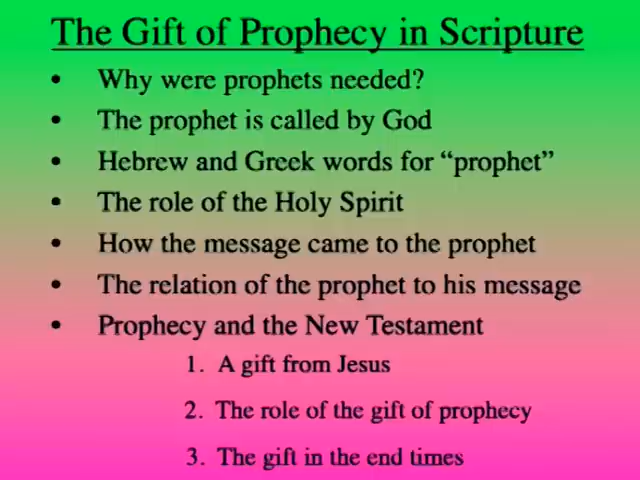 The Gift of Prophecy in Scripture
• Why were prophets needed?
• The prophet is called by God
• Hebrew and Greek words for “prophet”
• The role of the Holy Spirit
• How the message came to the prophet
• The relation of the prophet to his message
• Prophecy and the New Testament
1. A gift from Jesus
2. The role of the gift of prophecy
3. The gift in the end times